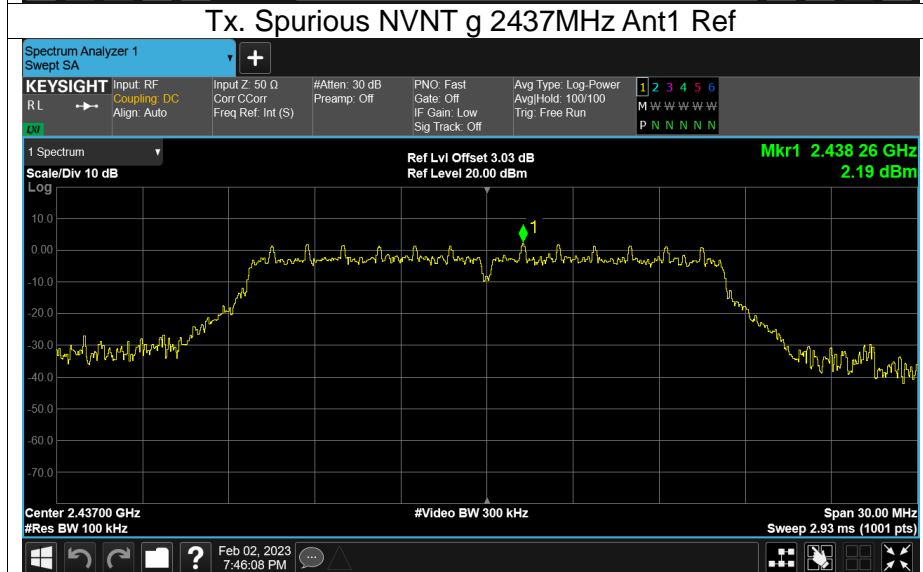 Tx. Spurious NVNT g 2437MHz Ant1 Ref
Spectrum Analyzer 1
Swept SA
+
KEYSIGHT
RL
LXI
Input: RF
Coupling: DC
Align: Auto
Input Z: 50 Ω
Corr CCorr
Freq Ref: Int (S)
#Atten: 30 dB
Preamp: Off
PNO: Fast
Gate: Off
IF Gain: Low
Sig Track: Off
Avg Type: Log-Power
Avg|Hold: 100/100
Trig: Free Run
1 2 3 4 5 6
M W W W W W
P N N N N N
1 Spectrum
Scale/Div 10 dB
Ref Lvl Offset 3.03 dB
Ref Level 20.00 dBm
Mkr1 2.438 26 GHz
2.19 dBm
Log
10.0
0.00
-10.0
-20.0
-30.0
-40.0
-50.0
-60.0
-70.0
1
Center 2.43700 GHz
#Res BW 100 kHz
#Video BW 300 kHz
Span 30.00 MHz
Sweep 2.93 ms (1001 pts)
?
Feb 02, 2023
7:46:08 PM